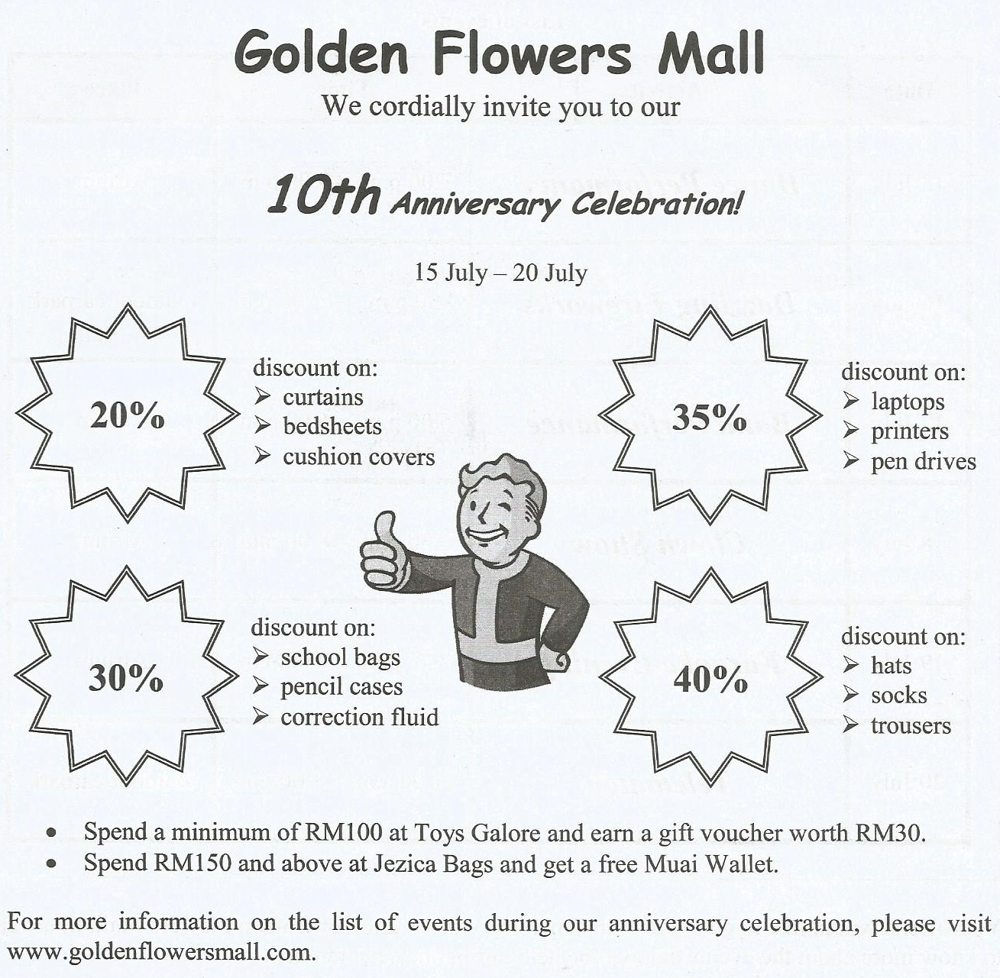 Golden Flowers Mall
We cordially invite you to our
10th Anniversary Celebration!
15 July – 20 July
20%
discount on:
➢ curtains
➢ bedsheets
➢ cushion covers
35%
discount on:
➢ laptops
➢ printers
➢ pen drives
30%
discount on:
➢ school bags
➢ pencil cases
➢ correction fluid
40%
discount on:
➢ hats
➢ socks
➢ trousers
• Spend a minimum of RM100 at Toys Galore and earn a gift voucher worth RM30.
• Spend RM150 and above at Jezica Bags and get a free Muai Wallet.
For more information on the list of events during our anniversary celebration, please visit
www.goldenflowersmall.com.